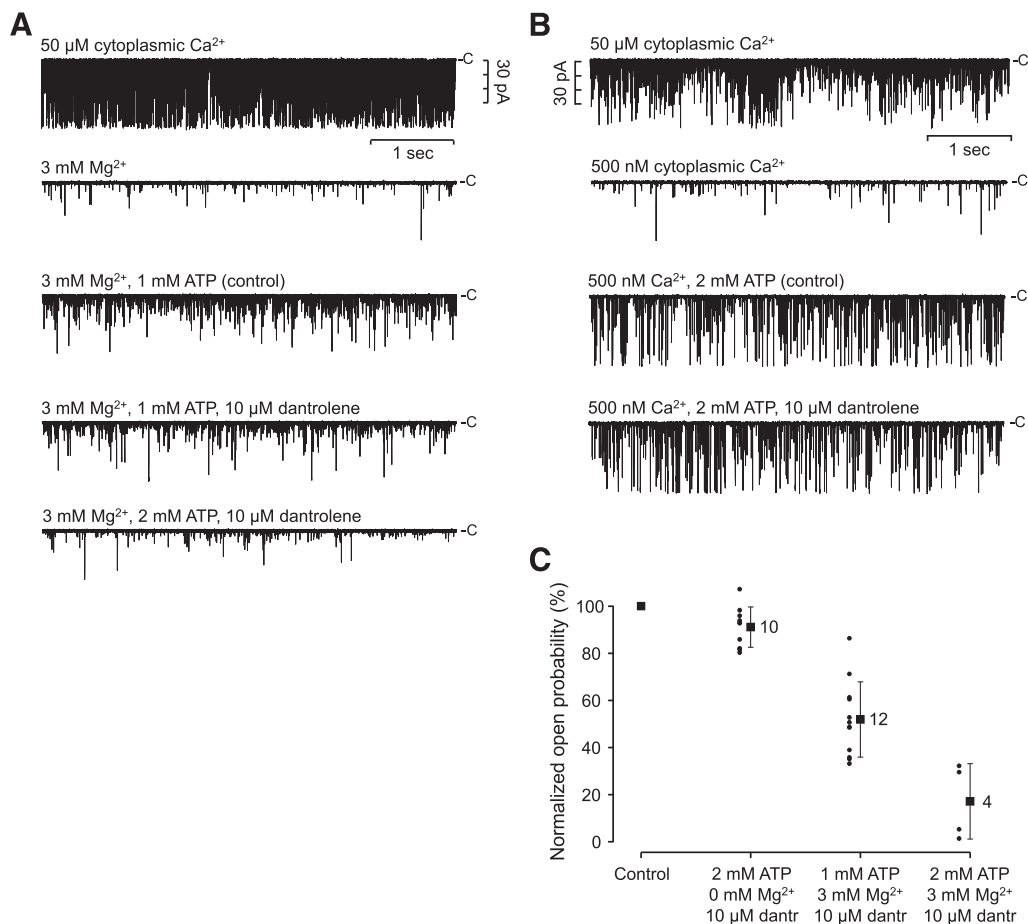 A
50 µM cytoplasmic Ca²⁺
-C
30 pA
1 sec
3 mM Mg²⁺
-C
3 mM Mg²⁺, 1 mM ATP (control)
-C
3 mM Mg²⁺, 1 mM ATP, 10 µM dantrolene
-C
3 mM Mg²⁺, 2 mM ATP, 10 µM dantrolene
-C
B
50 µM cytoplasmic Ca²⁺
-C
30 pA
1 sec
500 nM cytoplasmic Ca²⁺
-C
500 nM Ca²⁺, 2 mM ATP (control)
-C
500 nM Ca²⁺, 2 mM ATP, 10 µM dantrolene
-C
C
Normalized open probability (%)
100
80
60
40
20
0
10
12
4
Control
2 mM ATP
0 mM Mg²⁺
10 µM dantr
1 mM ATP
3 mM Mg²⁺
10 µM dantr
2 mM ATP
3 mM Mg²⁺
10 µM dantr